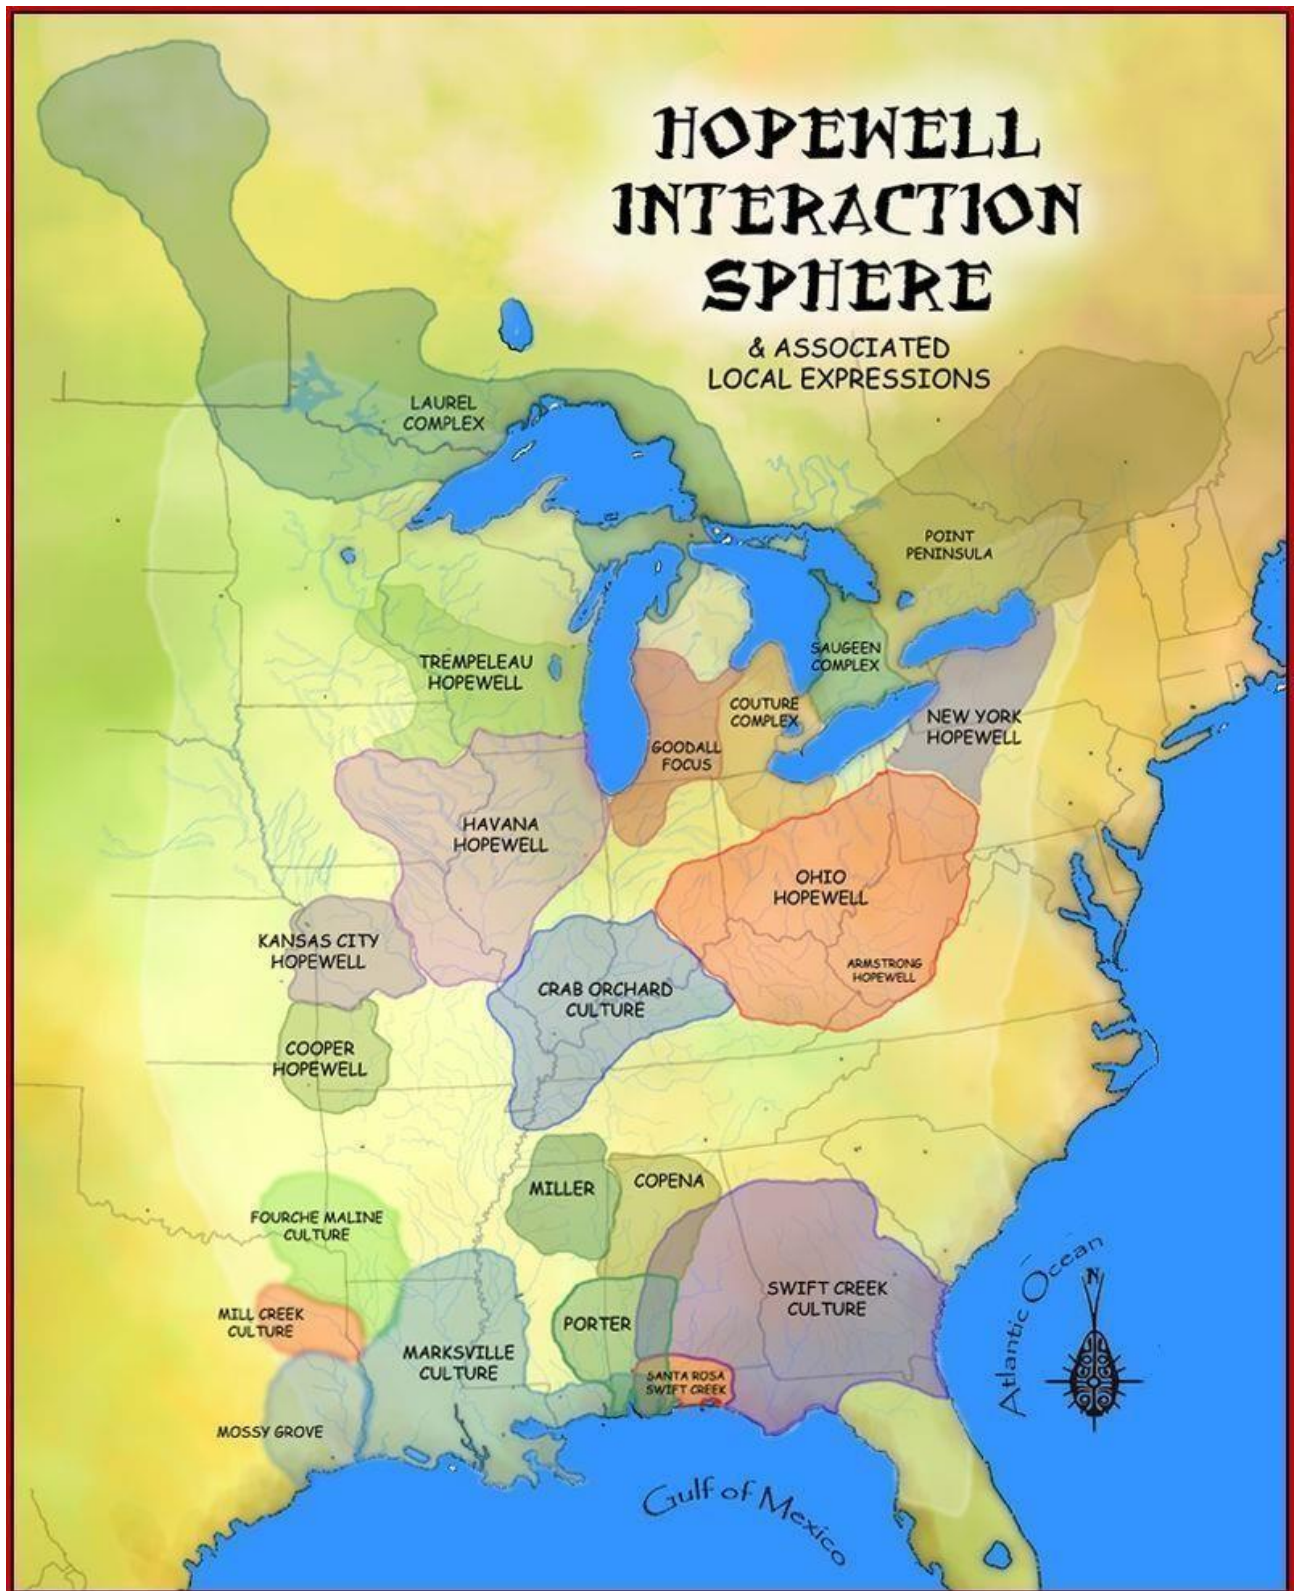 HOPEWELL
INTERACTION
SPHERE
& ASSOCIATED
LOCAL EXPRESSIONS
LAUREL
COMPLEX
POINT
PENINSULA
SAUGEEN
COMPLEX
TREMPELEAU
HOPEWELL
COUTURE
COMPLEX
NEW YORK
HOPEWELL
GOODALL
FOCUS
HAVANA
HOPEWELL
OHIO
HOPEWELL
KANSAS CITY
HOPEWELL
ARMSTRONG
HOPEWELL
CRAB ORCHARD
CULTURE
COOPER
HOPEWELL
MILLER
COPENA
FOURCHE MALINE
CULTURE
SWIFT CREEK
CULTURE
MILL CREEK
CULTURE
PORTER
MARKSVILLE
CULTURE
SANTA ROSA
SWIFT CREEK
MOSSY GROVE
Atlantic Ocean
N
Gulf of Mexico